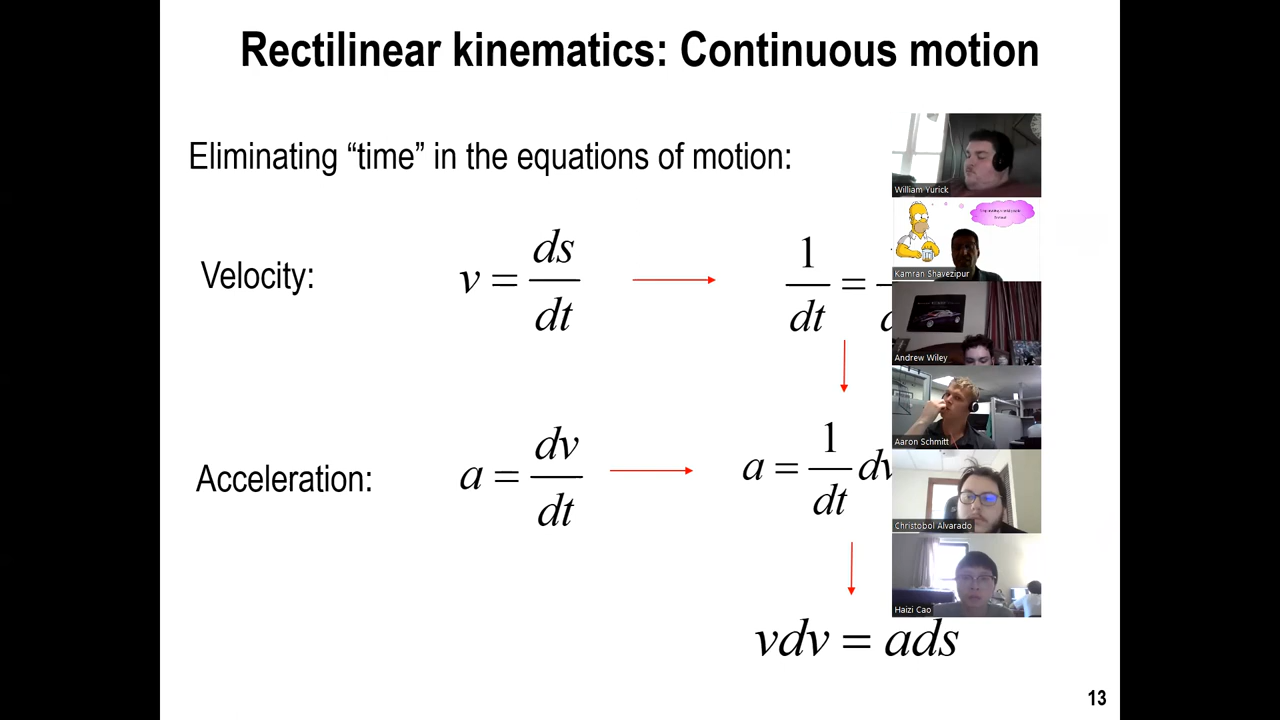 Rectilinear kinematics: Continuous motion
Eliminating “time” in the equations of motion:
William Yurick
Kamran Shavezipur
Velocity:
v = ds/dt
1/dt =
Andrew Wiley
Aaron Schmitt
Acceleration:
a = dv/dt
a = 1/dt dv
Christobol Alvarado
Haizi Cao
vdv = ads
13